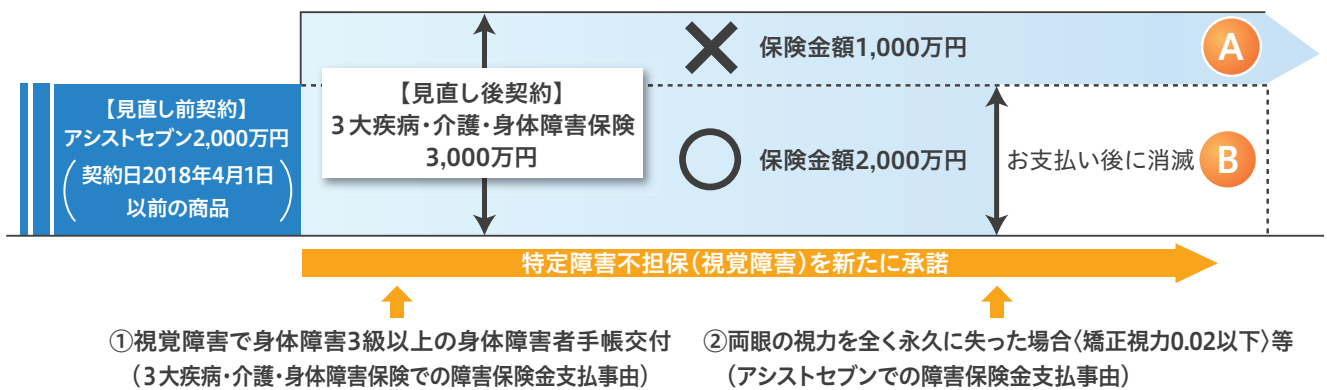 保険金額1,000万円
A
【見直し前契約】
アシストセブン2,000万円
(契約日2018年4月1日
以前の商品)
【見直し後契約】
3大疾病・介護・身体障害保険
3,000万円
保険金額2,000万円
お支払い後に消滅
B
特定障害不担保(視覚障害)を新たに承諾
①視覚障害で身体障害3級以上の身体障害者手帳交付
(3大疾病・介護・身体障害保険での障害保険金支払事由)
②両眼の視力を全く永久に失った場合〈矯正視力0.02以下〉等
(アシストセブンでの障害保険金支払事由)